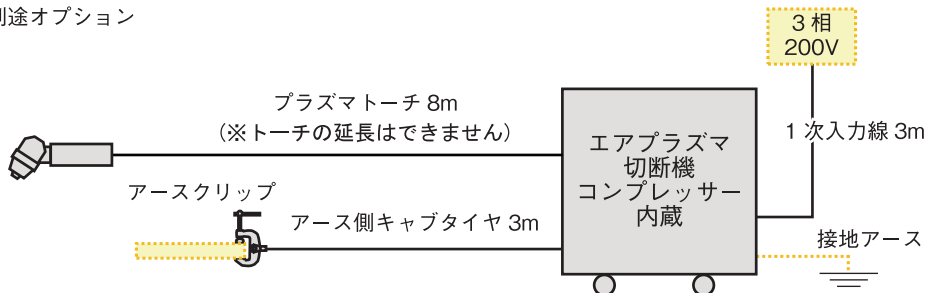 別途オプション
3相
200V
プラズマトーチ 8m
(※トーチの延長はできません)
1次入力線 3m
エアプラズマ
切断機
コンプレッサー
内蔵
アースクリップ
アース側キャブタイヤ 3m
接地アース